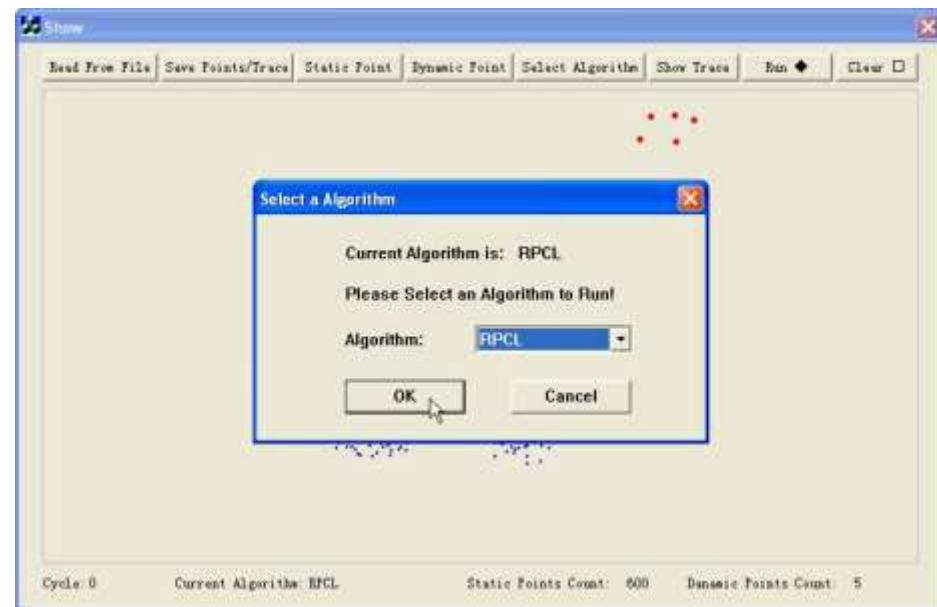 Show
Read From File Save Points/Trace Static Point Dynamic Point Select Algorithm Show Trace Run ◆ Clear □
Select a Algorithm
Current Algorithm is: RPCL
Please Select an Algorithm to Run!
Algorithm: RPCL
OK Cancel
Cycle: 0 Current Algorithm: RPCL Static Points Count: 600 Danamic Points Count: 5